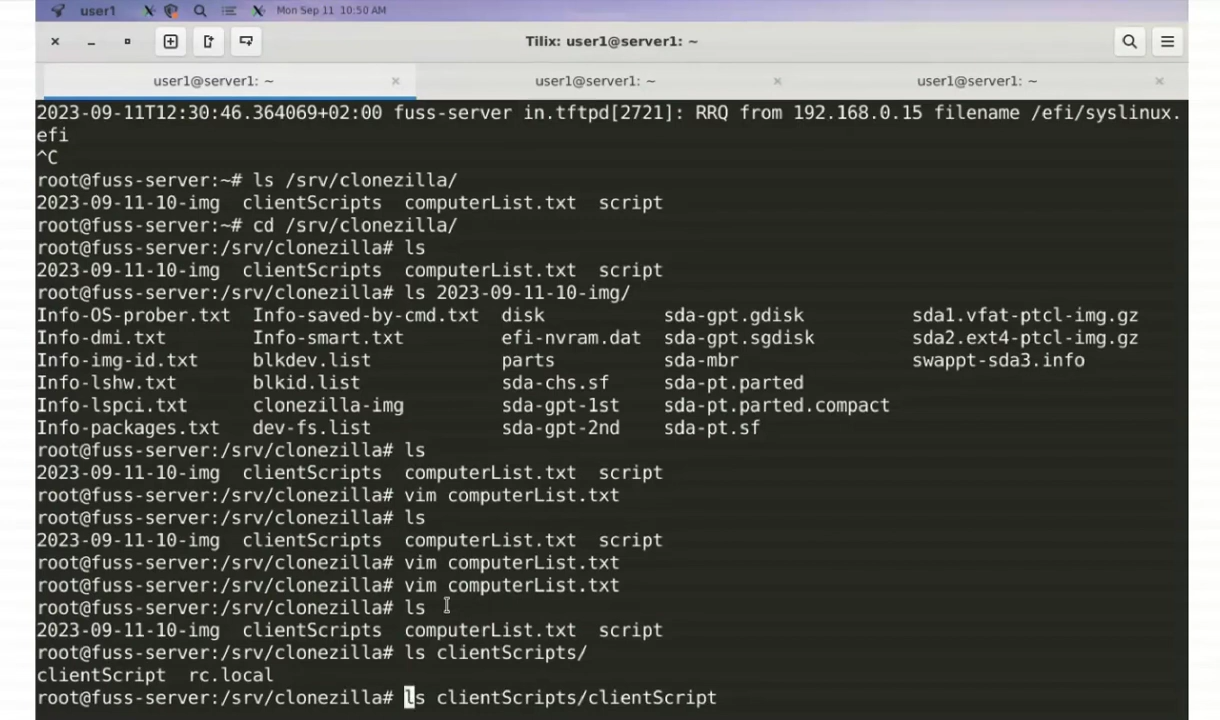 user1 Mon Sep 11 10:50 AM
Tilix: user1@server1: ~
user1@server1: ~ user1@server1: ~ user1@server1: ~
2023-09-11T12:30:46.364069+02:00 fuss-server in.tftpd[2721]: RRQ from 192.168.0.15 filename /efi/syslinux.
efi
^C
root@fuss-server:~# ls /srv/clonezilla/
2023-09-11-10-img clientScripts computerList.txt script
root@fuss-server:~# cd /srv/clonezilla/
root@fuss-server:/srv/clonezilla# ls
2023-09-11-10-img clientScripts computerList.txt script
root@fuss-server:/srv/clonezilla# ls 2023-09-11-10-img/
Info-OS-prober.txt Info-saved-by-cmd.txt disk sda-gpt.gdisk sda1.vfat-ptcl-img.gz
Info-dmi.txt Info-smart.txt efi-nvram.dat sda-gpt.sgdisk sda2.ext4-ptcl-img.gz
Info-img-id.txt blkdev.list parts sda-mbr swappt-sda3.info
Info-lshw.txt blkid.list sda-chs.sf sda-pt.parted
Info-lspci.txt clonezilla-img sda-gpt-1st sda-pt.parted.compact
Info-packages.txt dev-fs.list sda-gpt-2nd sda-pt.sf
root@fuss-server:/srv/clonezilla# ls
2023-09-11-10-img clientScripts computerList.txt script
root@fuss-server:/srv/clonezilla# vim computerList.txt
root@fuss-server:/srv/clonezilla# ls
2023-09-11-10-img clientScripts computerList.txt script
root@fuss-server:/srv/clonezilla# vim computerList.txt
root@fuss-server:/srv/clonezilla# vim computerList.txt
root@fuss-server:/srv/clonezilla# ls
2023-09-11-10-img clientScripts computerList.txt script
root@fuss-server:/srv/clonezilla# ls clientScripts/
clientScript rc.local
root@fuss-server:/srv/clonezilla# ls clientScripts/clientScript